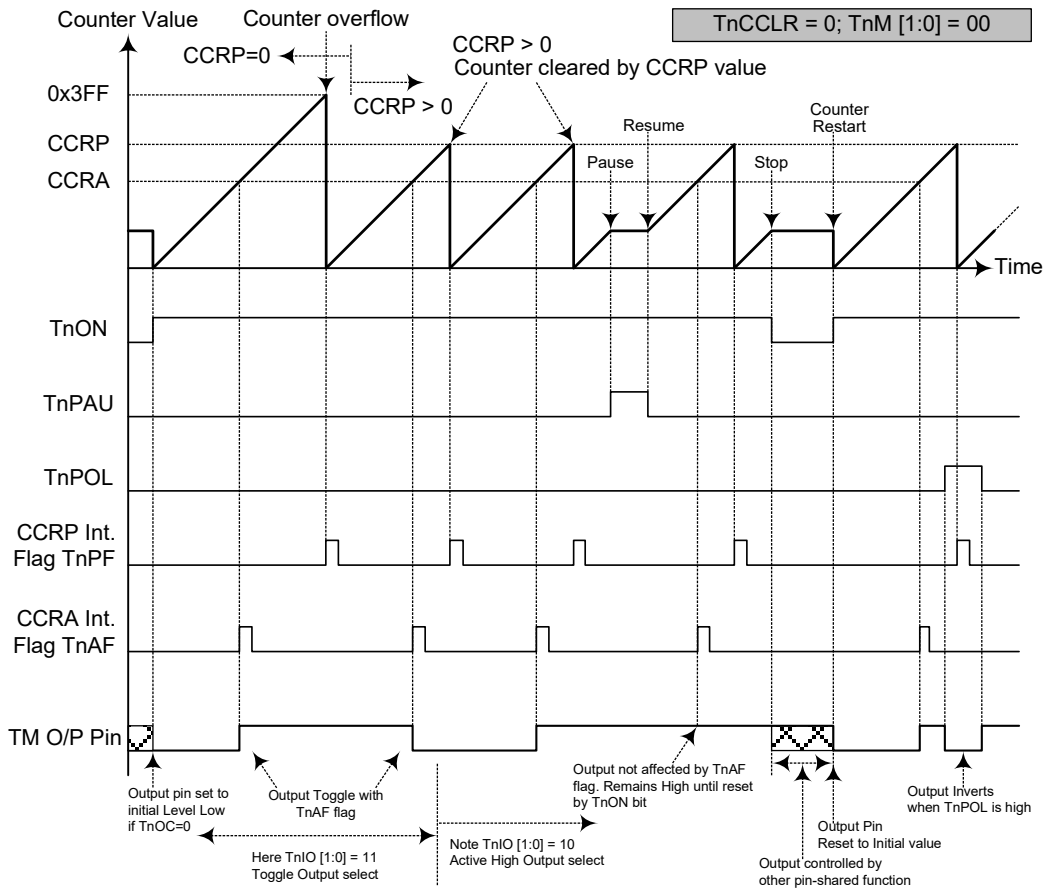 Counter Value
Counter overflow
TnCCLR = 0; TnM [1:0] = 00
CCRP=0
CCRP > 0
CCRP > 0
Counter cleared by CCRP value
0x3FF
CCRP
CCRA
Pause
Resume
Stop
Counter
Restart
Time
TnON
TnPAU
TnPOL
CCRP Int.
Flag TnPF
CCRA Int.
Flag TnAF
TM O/P Pin
Output pin set to
initial Level Low
if TnOC=0
Output Toggle with
TnAF flag
Here TnIO [1:0] = 11
Toggle Output select
Note TnIO [1:0] = 10
Active High Output select
Output not affected by TnAF
flag. Remains High until reset
by TnON bit
Output controlled by
other pin-shared function
Output Pin
Reset to Initial value
Output Inverts
when TnPOL is high